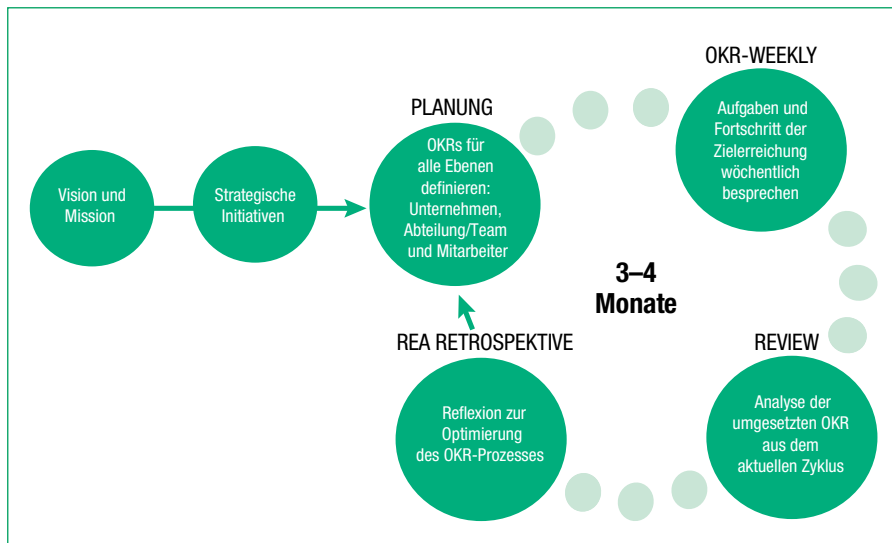 Vision und
Mission
Strategische
Initiativen
PLANUNG
OKRs für
alle Ebenen
definieren:
Unternehmen,
Abteilung/Team
und Mitarbeiter
OKR-WEEKLY
Aufgaben und
Fortschritt der
Zielerreichung
wöchentlich
besprechen
3–4
Monate
REVIEW
Analyse der
umgesetzten OKR
aus dem
aktuellen Zyklus
REA RETROSPEKTIVE
Reflexion zur
Optimierung
des OKR-Prozesses